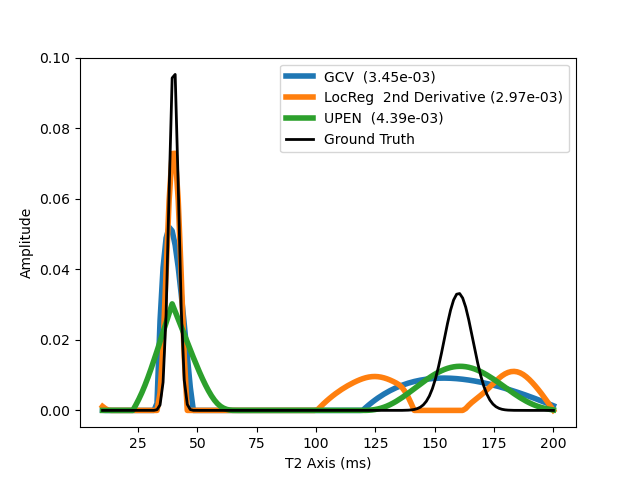 GCV (3.45e-03)
LocReg 2nd Derivative (2.97e-03)
UPEN (4.39e-03)
Ground Truth
0.10
0.08
0.06
0.04
0.02
0.00
Amplitude
25 50 75 100 125 150 175 200
T2 Axis (ms)